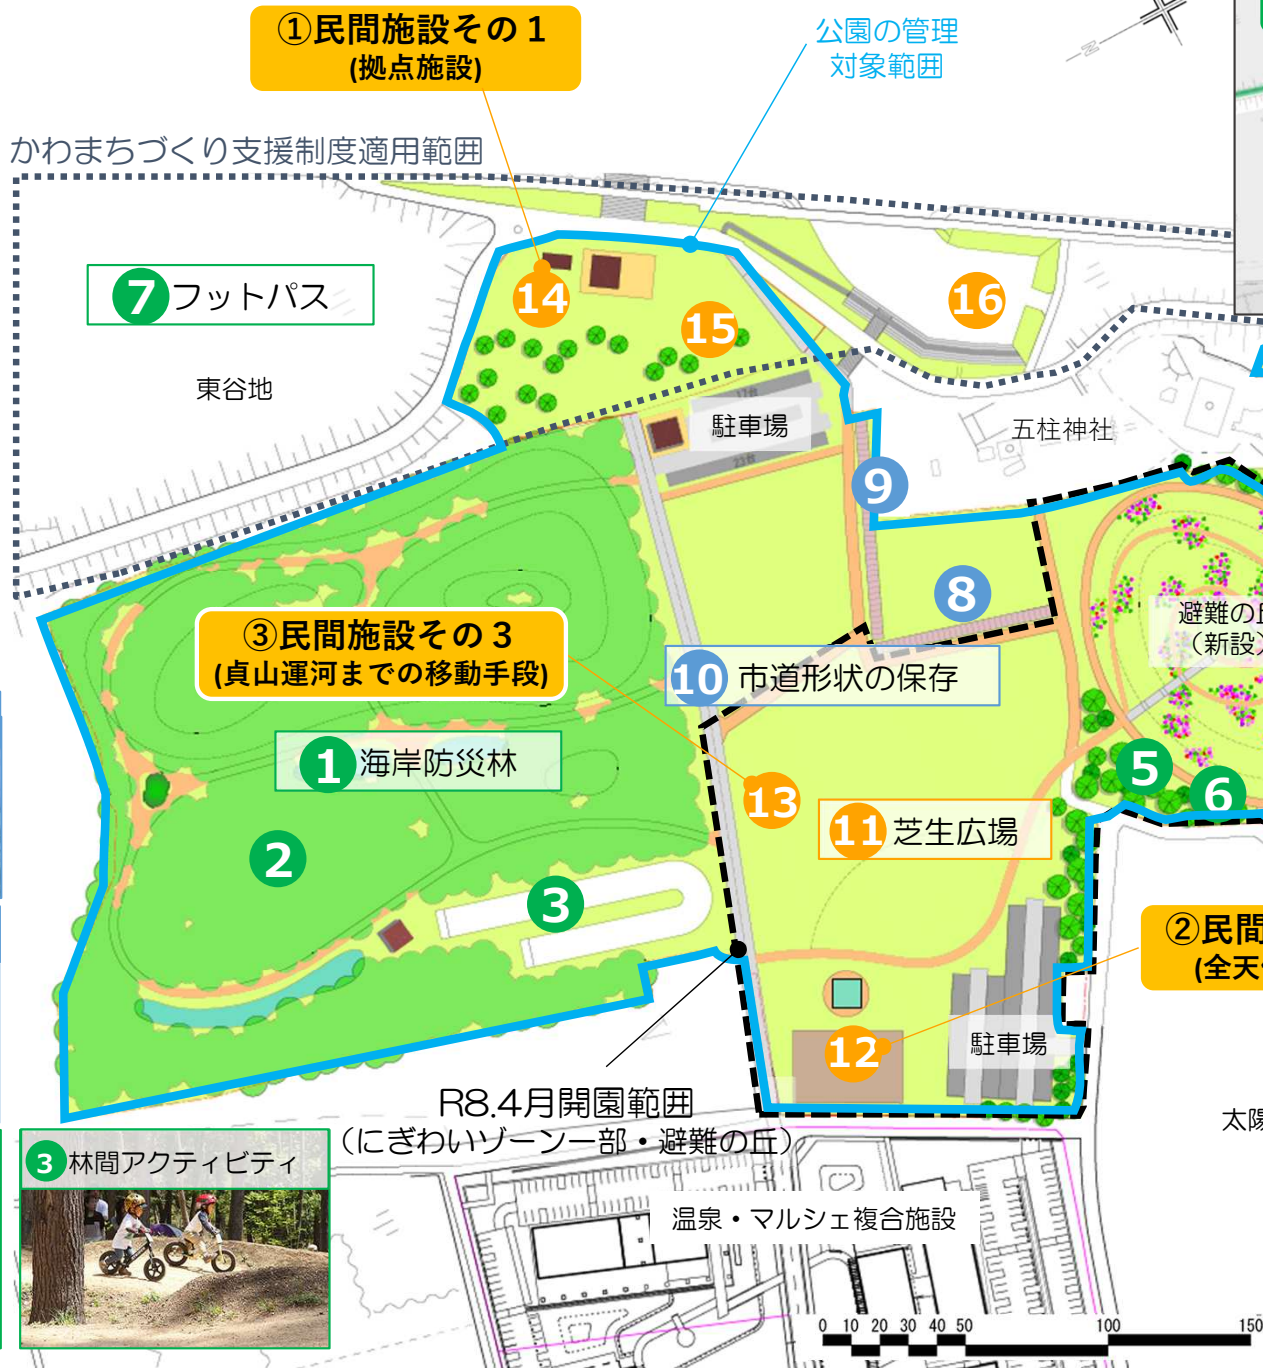 ①民間施設その１
(拠点施設)
公園の管理
対象範囲
N
かわまちづくり支援制度適用範囲
7 フットパス
14
15
16
東谷地
駐車場
五柱神社
9
8
③民間施設その３
(貞山運河までの移動手段)
10 市道形状の保存
避難の丘
(新設)
1 海岸防災林
13
11 芝生広場
5
6
2
3
②民間
(全天
12
駐車場
R8.4月開園範囲
（にぎわいゾーン一部・避難の丘）
太陽
3 林間アクティビティ
温泉・マルシェ複合施設
0 10 20 30 40 50 100 150